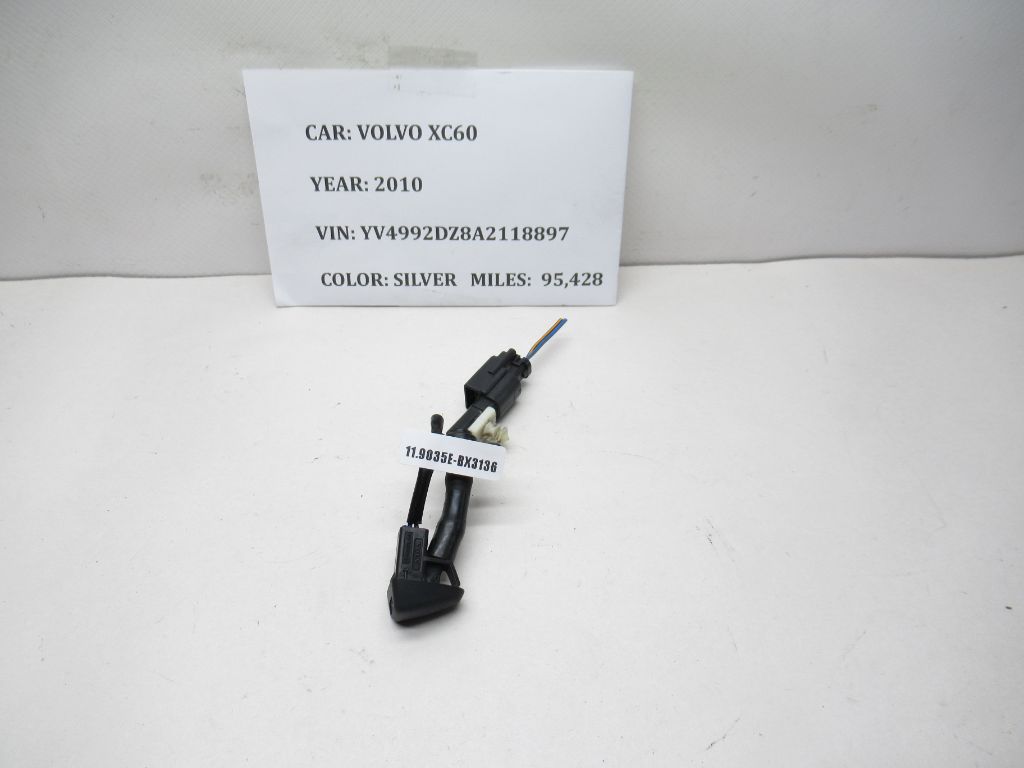 CAR: VOLVO XC60
YEAR: 2010
VIN: YV4992DZ8A2118897
COLOR: SILVER MILES: 95,428
11.9035E-BX3136